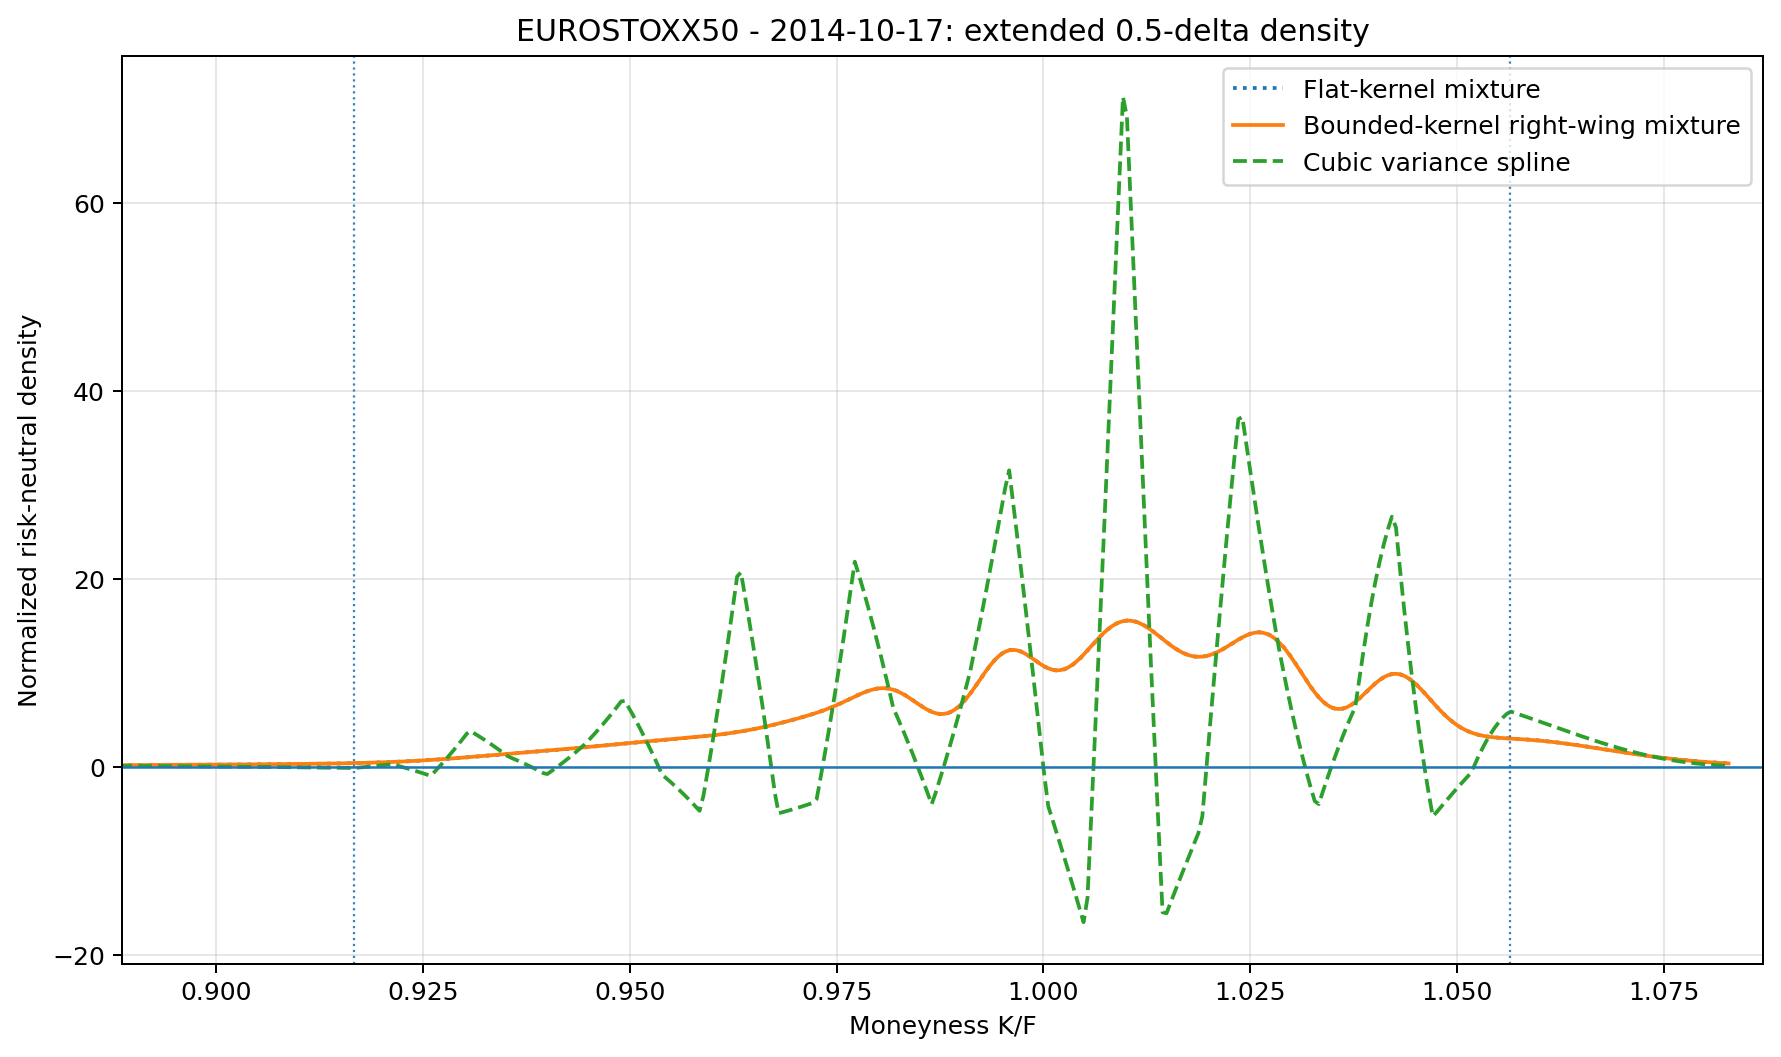 EUROSTOXX50 - 2014-10-17: extended 0.5-delta density
Flat-kernel mixture
Bounded-kernel right-wing mixture
Cubic variance spline
Normalized risk-neutral density
60
40
20
0
−20
0.900
0.925
0.950
0.975
1.000
1.025
1.050
1.075
Moneyness K/F